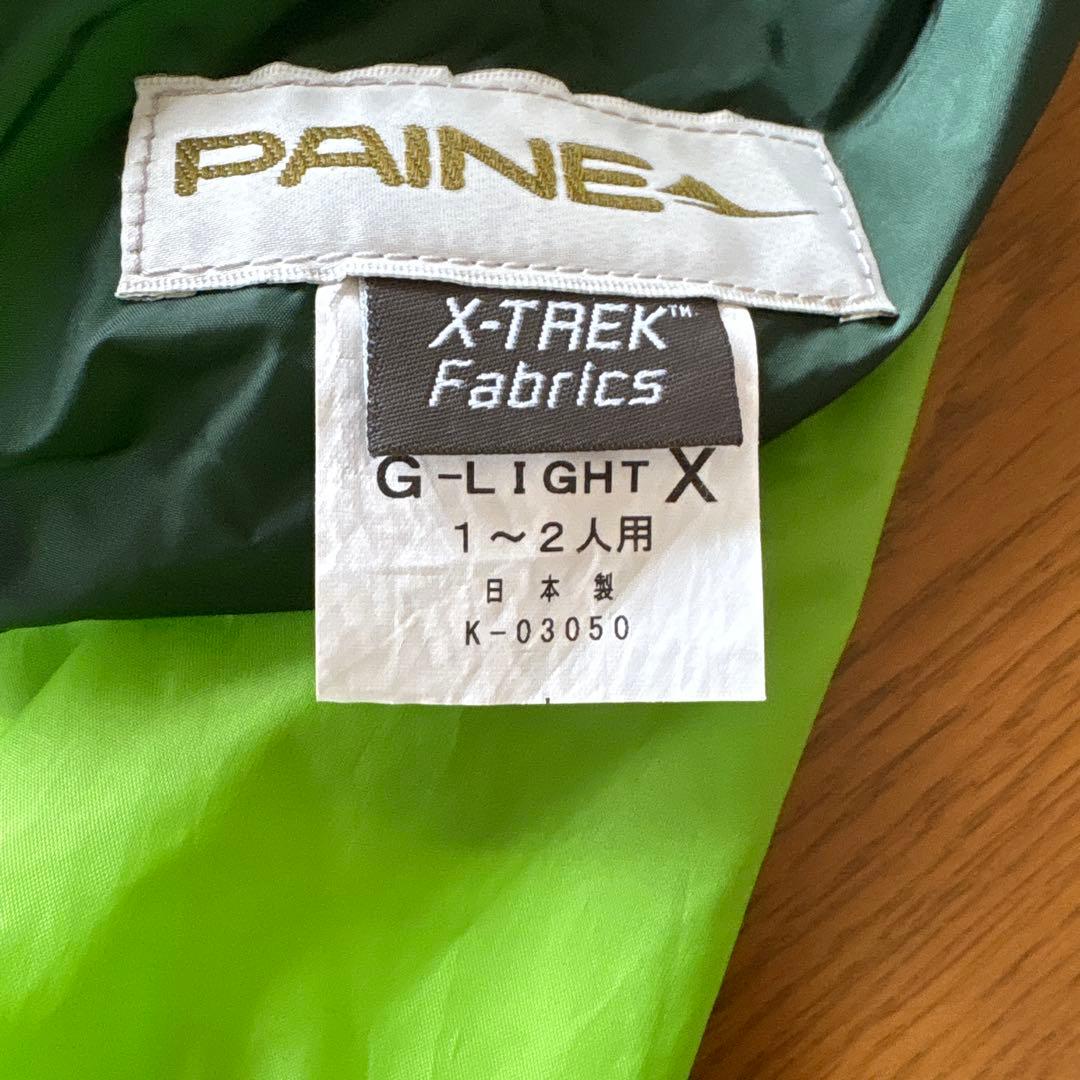 PAINE
X-TREK™
Fabrics
G-LIGHT X
1～2人用
日本製
K-03050